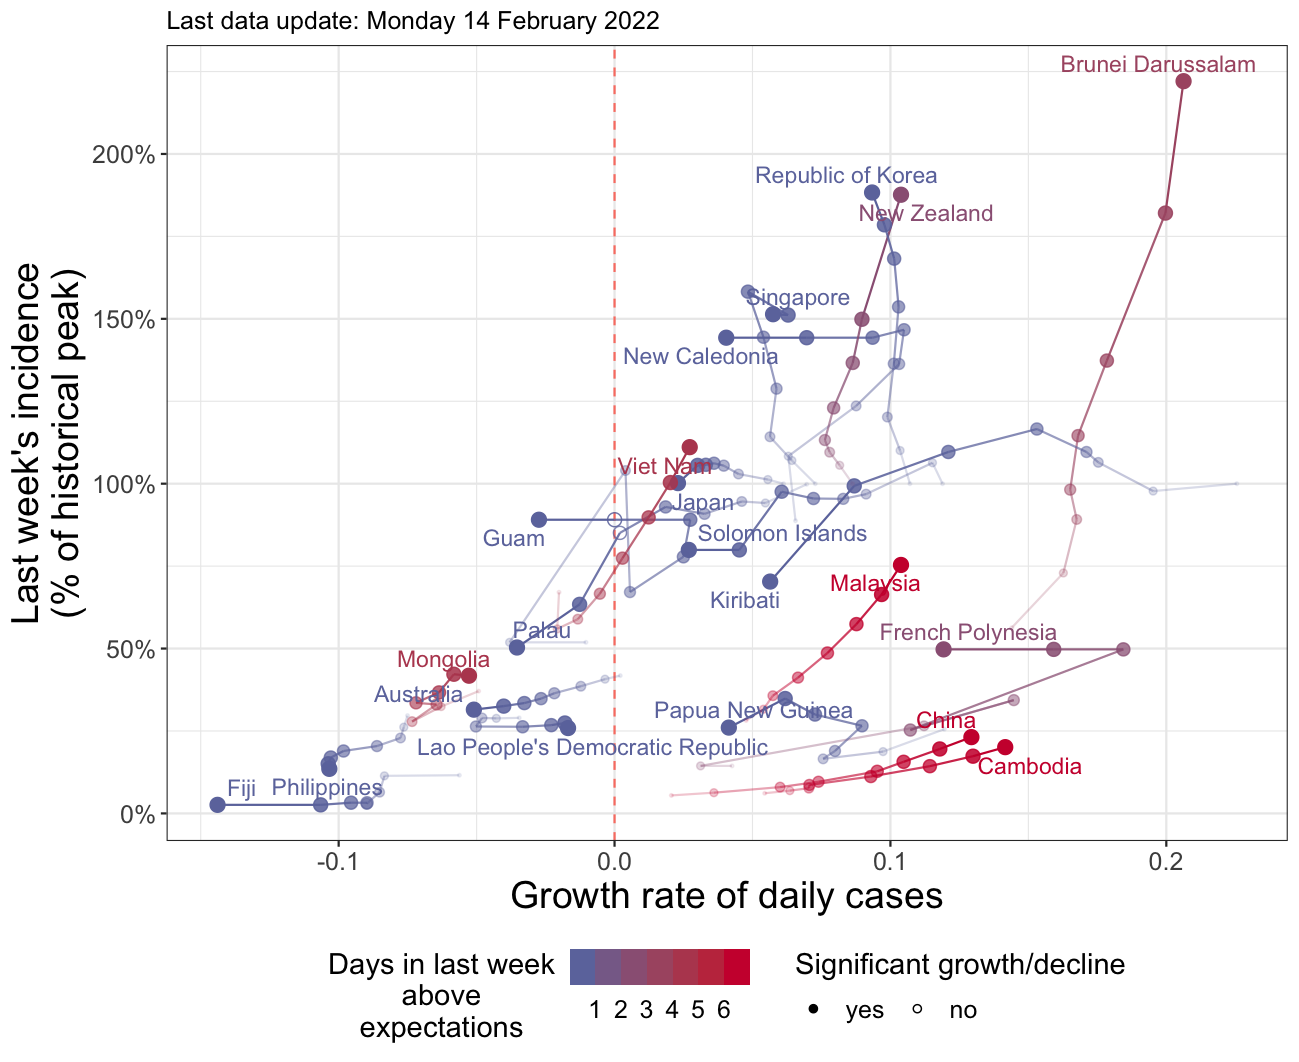 Last data update: Monday 14 February 2022
Last week's incidence
(% of historical peak)
200%
150%
100%
50%
0%
Brunei Darussalam
Republic of Korea
New Zealand
Singapore
New Caledonia
Viet Nam
Japan
Guam
Solomon Islands
Malaysia
Kiribati
Palau
French Polynesia
Mongolia
Australia
Papua New Guinea
China
Lao People's Democratic Republic
Cambodia
Fiji
Philippines
-0.1
0.0
0.1
0.2
Growth rate of daily cases
Days in last week
above
expectations
1 2 3 4 5 6
Significant growth/decline
yes
no